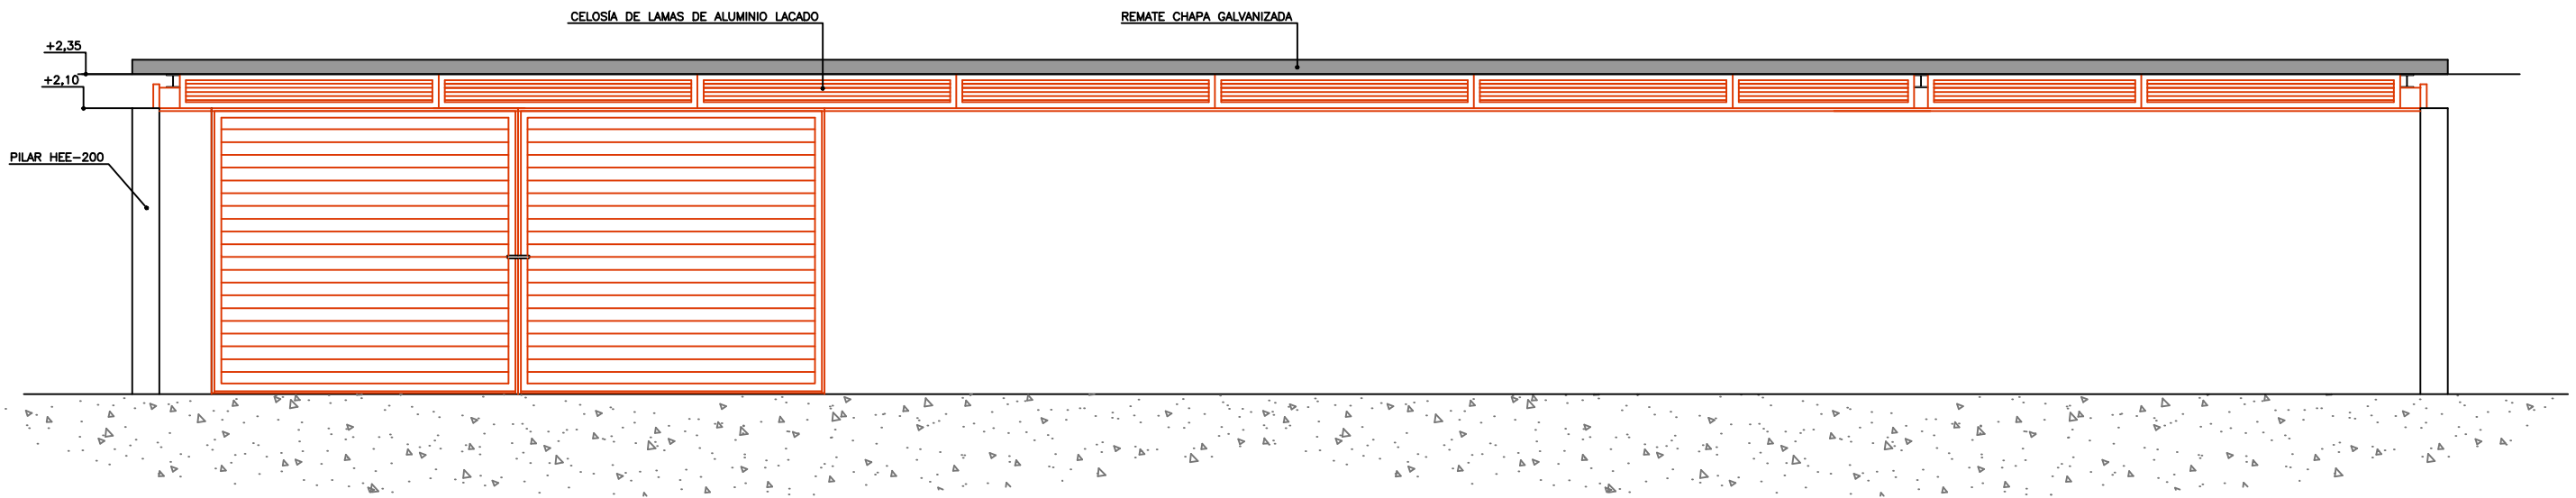 CELOSÍA DE LAMAS DE ALUMINIO LACADO
REMATE CHAPA GALVANIZADA
+2,35
+2,10
PILAR HEE-200